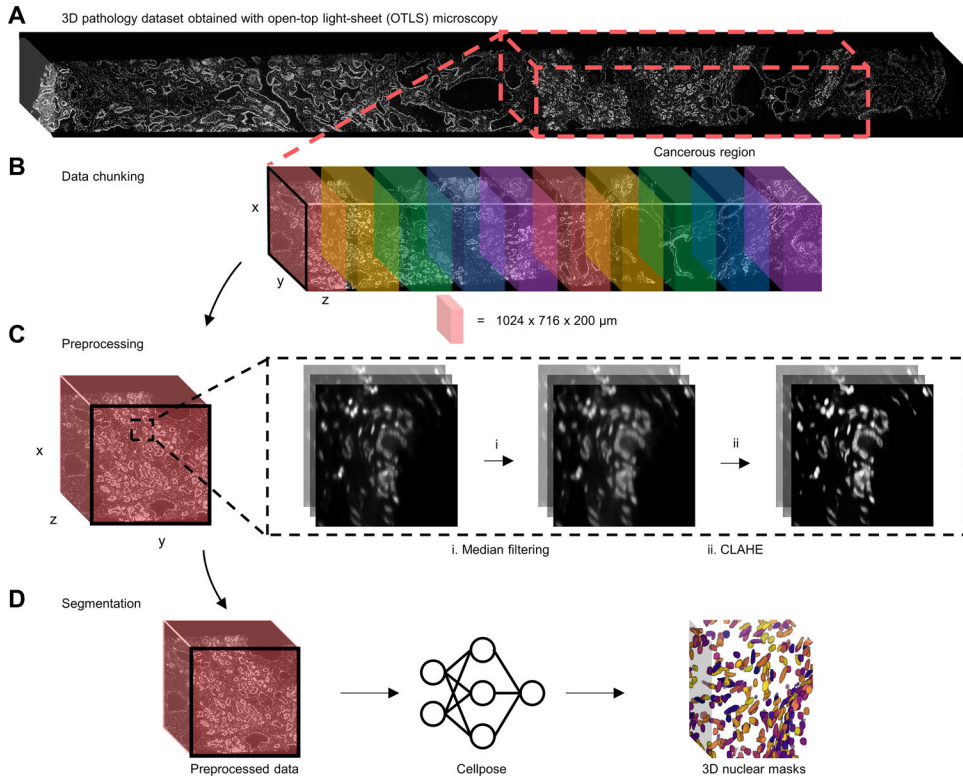 A
3D pathology dataset obtained with open-top light-sheet (OTLS) microscopy
Cancerous region
B
Data chunking
x
y
z
= 1024 x 716 x 200 µm
C
Preprocessing
x
z
y
i
ii
i. Median filtering
ii. CLAHE
D
Segmentation
Preprocessed data
Cellpose
3D nuclear masks